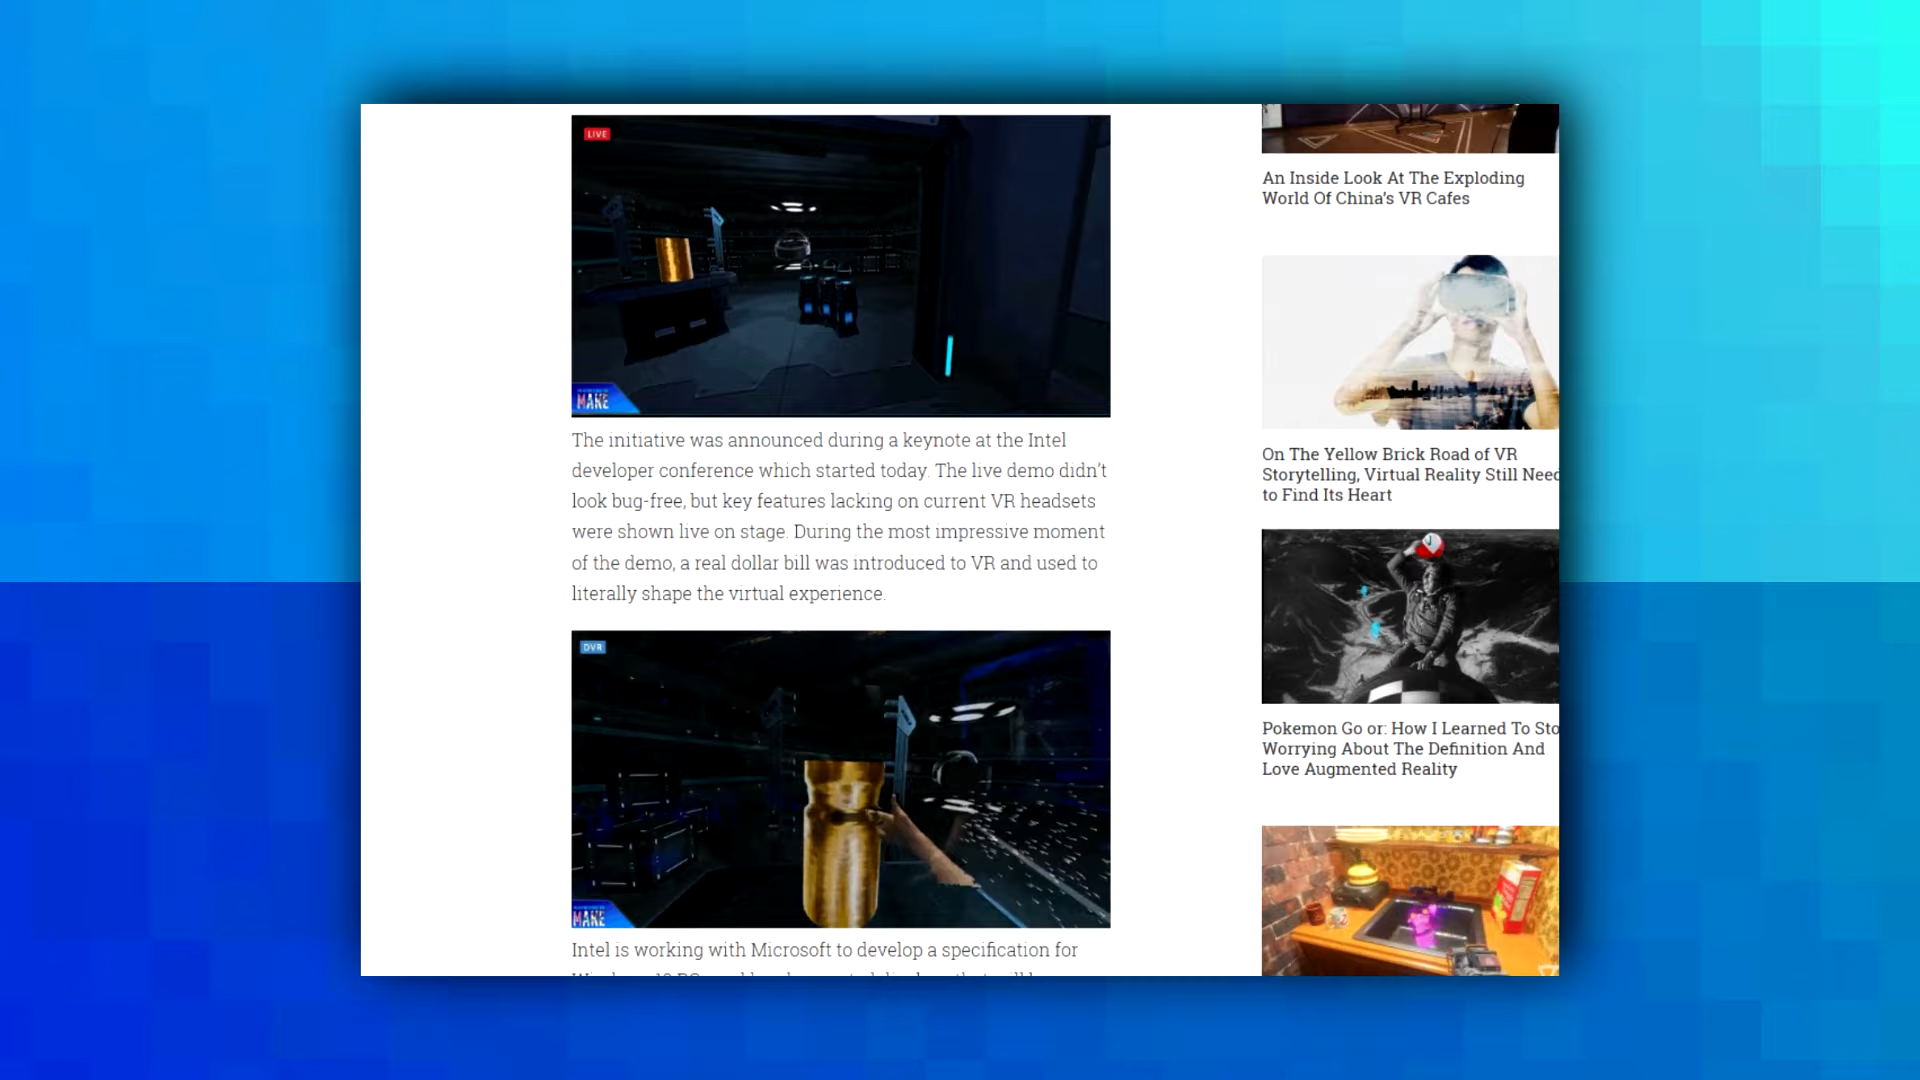 LIVE
MAKE
The initiative was announced during a keynote at the Intel
developer conference which started today. The live demo didn't
look bug-free, but key features lacking on current VR headsets
were shown live on stage. During the most impressive moment
of the demo, a real dollar bill was introduced to VR and used to
literally shape the virtual experience.
DVR
MAKE
Intel is working with Microsoft to develop a specification for
An Inside Look At The Exploding
World Of China's VR Cafes
On The Yellow Brick Road of VR
Storytelling, Virtual Reality Still Need
to Find Its Heart
Pokemon Go or: How I Learned To Sto
Worrying About The Definition And
Love Augmented Reality